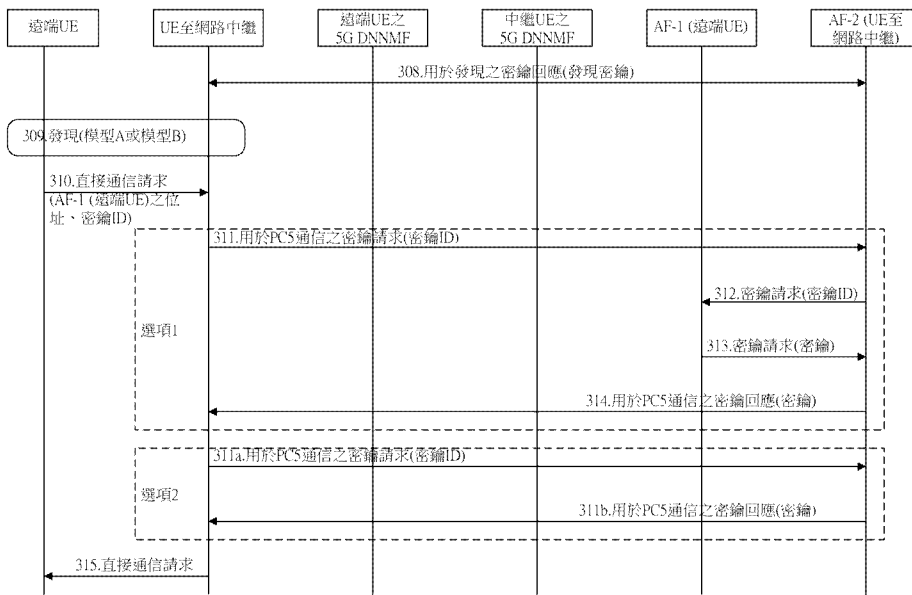 遠端UE
UE至網路中繼
遠端UE之
5G DNNMF
中繼UE之
5G DNNMF
AF-1 (遠端UE)
AF-2 (UE至
網路中繼)
308.用於發現之密鑰回應(發現密鑰)
309.發現(模型A或模型B)
310.直接通信請求
(AF-1 (遠端UE)之位
址、密鑰ID)
311.用於PC5通信之密鑰請求(密鑰ID)
312.密鑰請求(密鑰ID)
選項1
313.密鑰請求(密鑰)
314.用於PC5通信之密鑰回應(密鑰)
311a.用於PC5通信之密鑰請求(密鑰ID)
選項2
311b.用於PC5通信之密鑰回應(密鑰)
315.直接通信請求